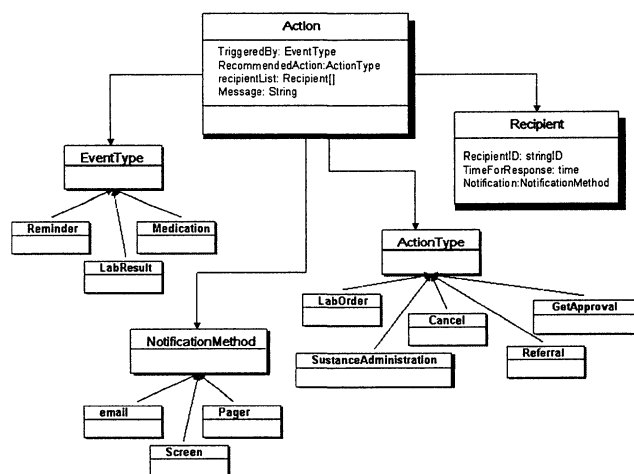 Action
TriggeredBy: EventType
RecommendedAction:ActionType
recipientList: Recipient[]
Message: String
Recipient
RecipientID: stringID
TimeForResponse: time
Notification:NotificationMethod
EventType
Reminder
Medication
LabResult
ActionType
LabOrder
Cancel
GetApproval
SustanceAdministration
Referral
NotificationMethod
email
Pager
Screen